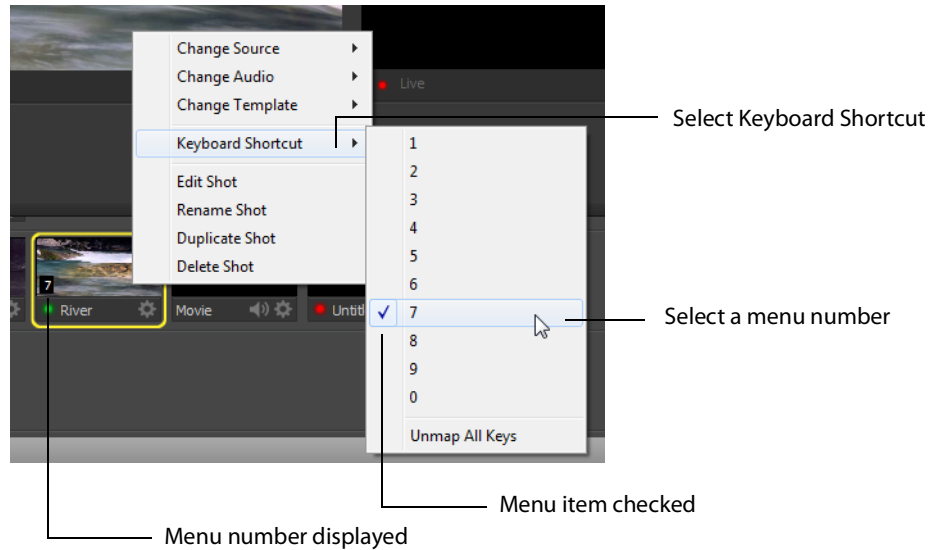 Change Source
Change Audio
Change Template
Live
Select Keyboard Shortcut
Keyboard Shortcut
1
2
3
4
5
6
7
8
9
0
Unmap All Keys
Edit Shot
Rename Shot
Duplicate Shot
Delete Shot
7
River
Movie
Untitl
Select a menu number
Menu item checked
Menu number displayed